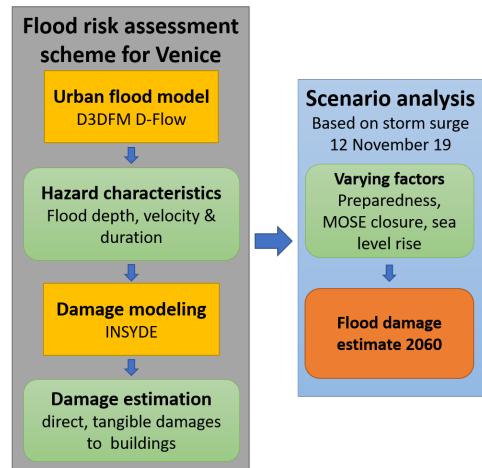 Flood risk assessment
scheme for Venice
Urban flood model
D3DFM D-Flow
Hazard characteristics
Flood depth, velocity &
duration
Damage modeling
INSYDE
Damage estimation
direct, tangible damages
to buildings
Scenario analysis
Based on storm surge
12 November 19
Varying factors
Preparedness,
MOSE closure, sea
level rise
Flood damage
estimate 2060